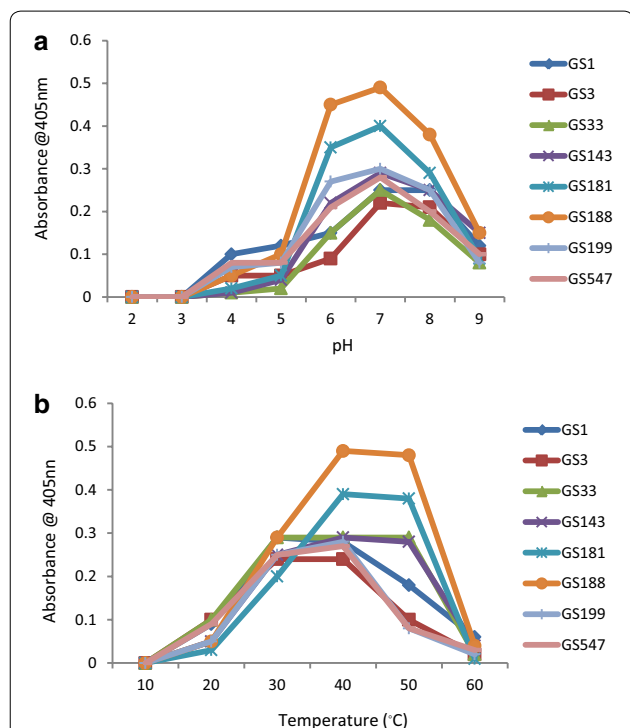 a
0.6
0.5
0.4
0.3
0.2
0.1
0
Absorbance @405nm
2 3 4 5 6 7 8 9
pH
GS1
GS3
GS33
GS143
GS181
GS188
GS199
GS547
b
0.6
0.5
0.4
0.3
0.2
0.1
0
Absorbance @ 405nn
10 20 30 40 50 60
Temperature (°C)
GS1
GS3
GS33
GS143
GS181
GS188
GS199
GS547